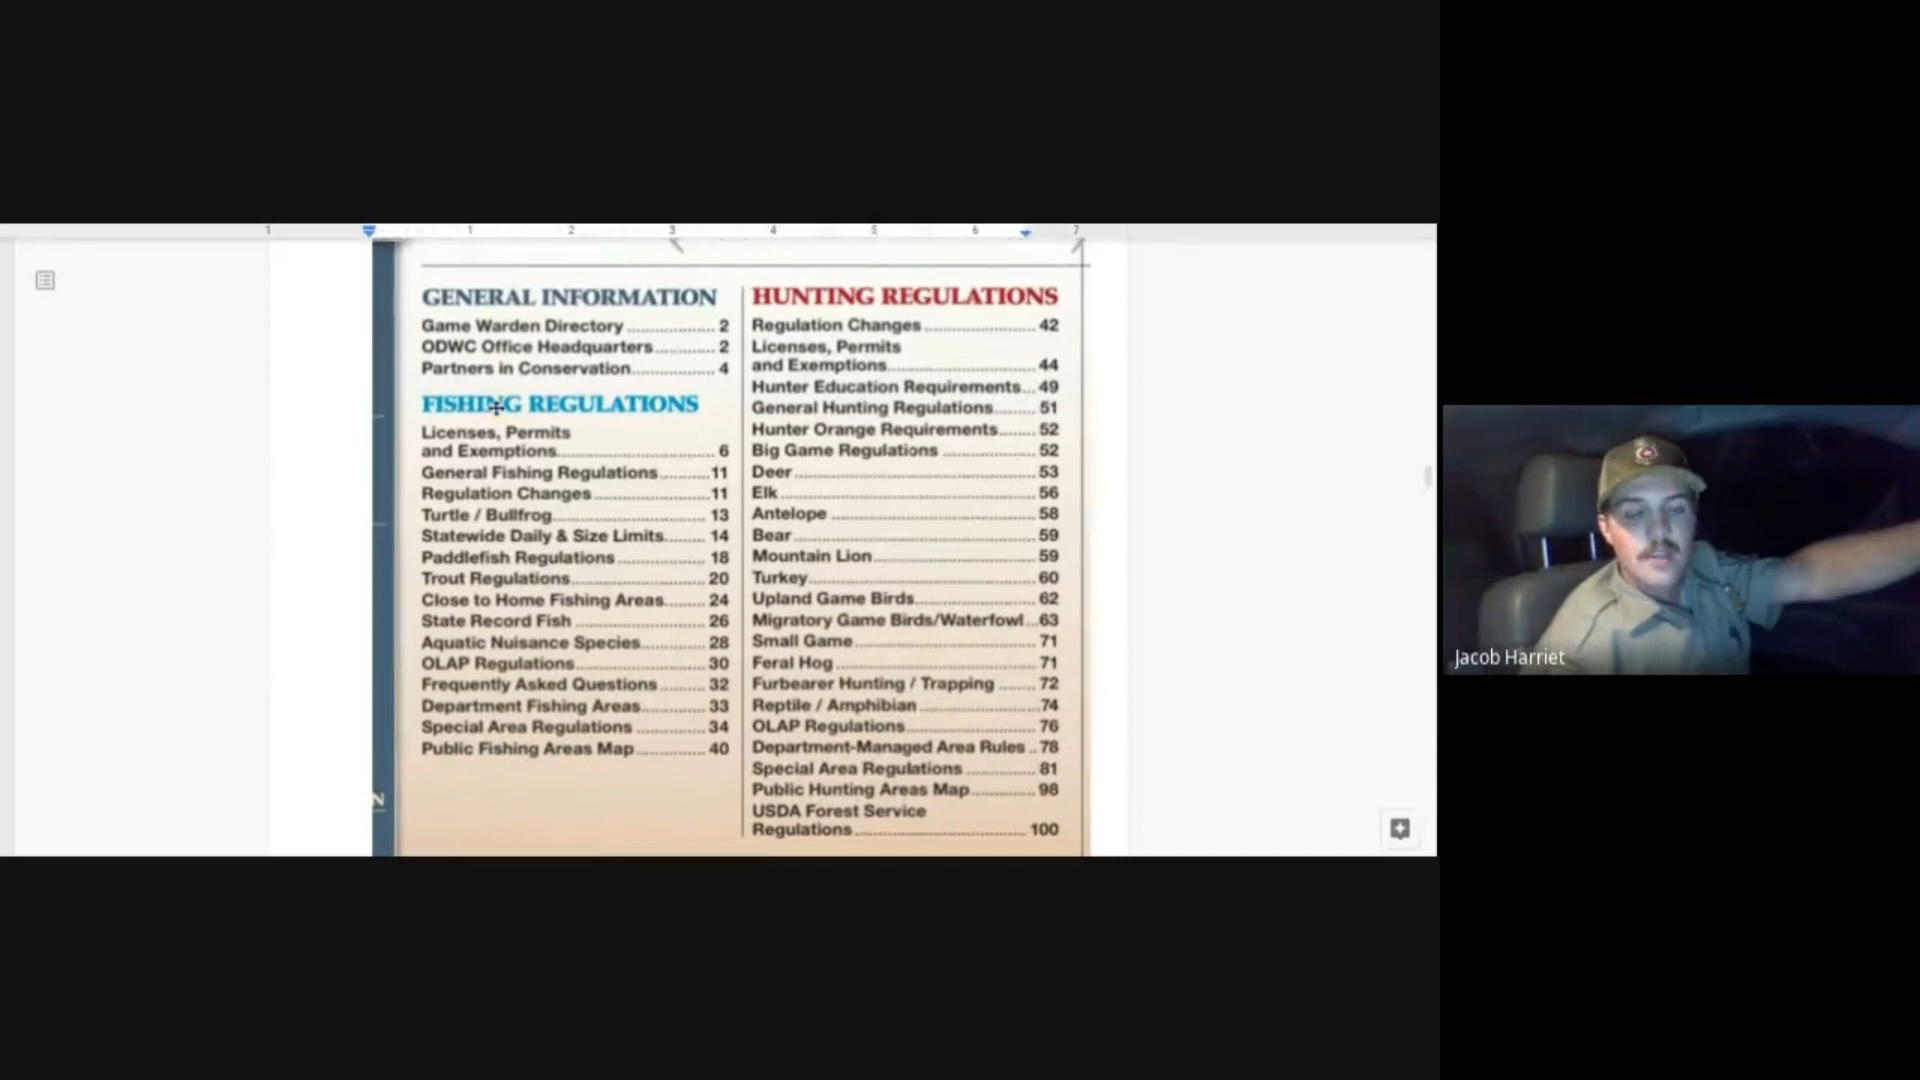 1 1 2 3 4 5 6 7
GENERAL INFORMATION
Game Warden Directory ................. 2
ODWC Office Headquarters............ 2
Partners in Conservation................ 4
FISHING REGULATIONS
Licenses, Permits
and Exemptions............................... 6
General Fishing Regulations..........11
Regulation Changes ......................11
Turtle / Bullfrog.............................. 13
Statewide Daily & Size Limits........ 14
Paddlefish Regulations ................. 18
Trout Regulations........................... 20
Close to Home Fishing Areas........ 24
State Record Fish .......................... 26
Aquatic Nuisance Species............. 28
OLAP Regulations.......................... 30
Frequently Asked Questions ......... 32
Department Fishing Areas............. 33
Special Area Regulations .............. 34
Public Fishing Areas Map .............. 40
N
HUNTING REGULATIONS
Regulation Changes ...................... 42
Licenses, Permits
and Exemptions............................. 44
Hunter Education Requirements... 49
General Hunting Regulations........ 51
Hunter Orange Requirements....... 52
Big Game Regulations .................. 52
Deer ............................................... 53
Elk .................................................. 56
Antelope ........................................ 58
Bear ............................................... 59
Mountain Lion................................ 59
Turkey............................................ 60
Upland Game Birds....................... 62
Migratory Game Birds/Waterfowl ...63
Small Game ................................... 71
Feral Hog ....................................... 71
Furbearer Hunting / Trapping ....... 72
Reptile / Amphibian .......................74
OLAP Regulations......................... 76
Department-Managed Area Rules .. 78
Special Area Regulations ............. 81
Public Hunting Areas Map............ 98
USDA Forest Service
Regulations ................................. 100
Jacob Harriet